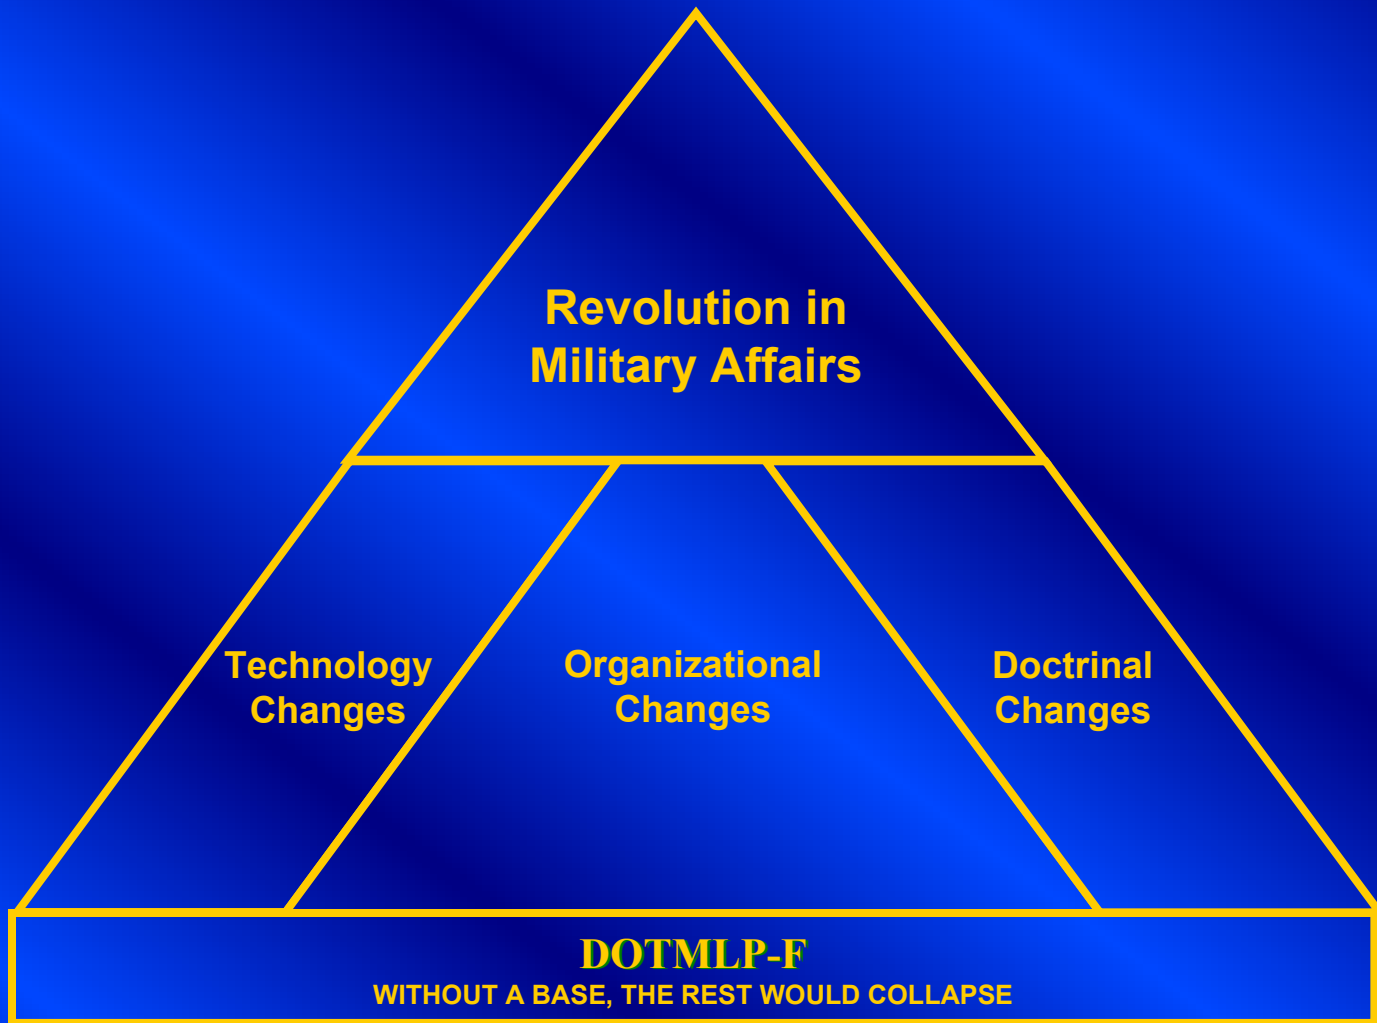 Revolution in
Military Affairs
Technology
Changes
Organizational
Changes
Doctrinal
Changes
DOTMLP-F
WITHOUT A BASE, THE REST WOULD COLLAPSE